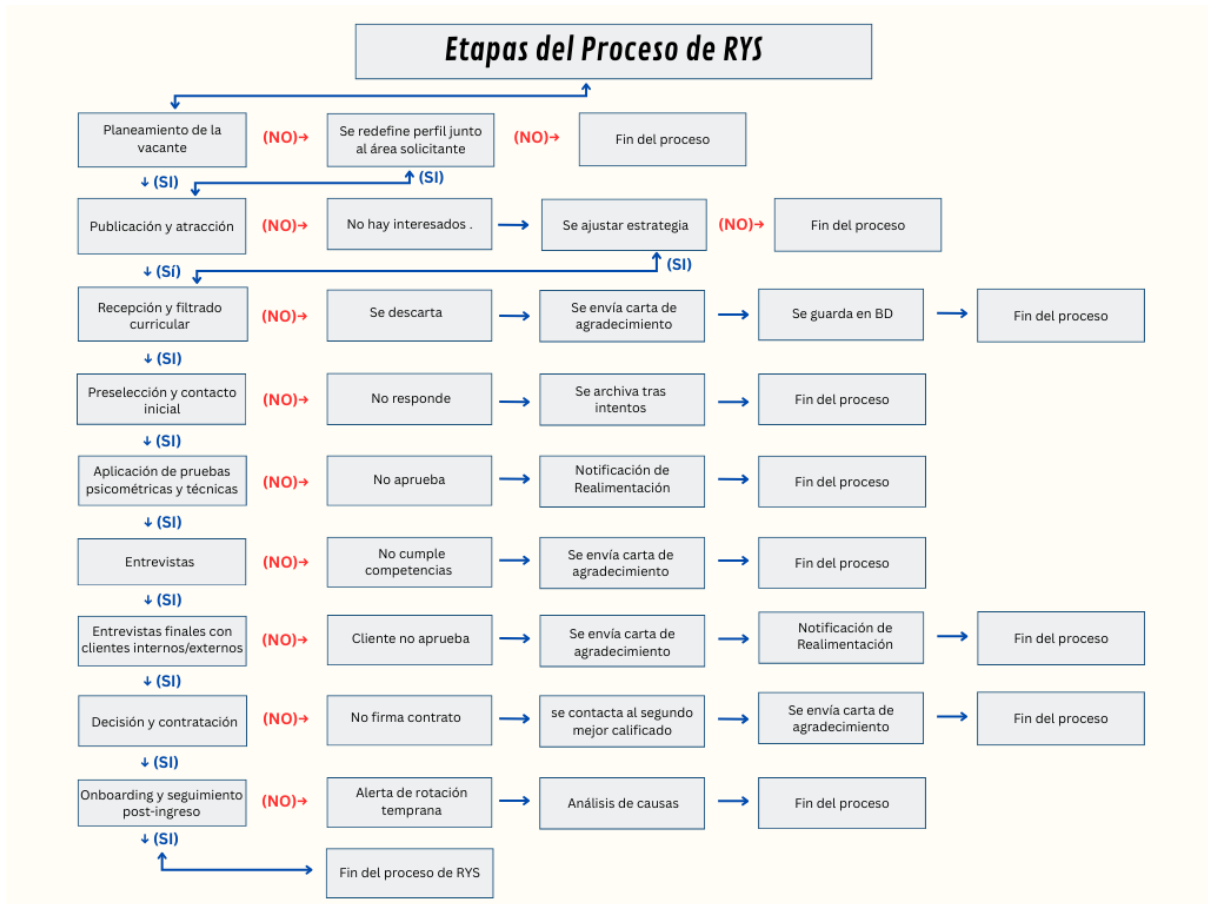 Etapas del Proceso de RYS
Planeamiento de la
vacante
(NO)→
Se redefine perfil junto
al área solicitante
(NO)→
Fin del proceso
↓ (SI)
(SI)
Publicación y atracción
(NO)→
No hay interesados .
Se ajustar estrategia
(NO)→
Fin del proceso
↓ (Sí)
(SI)
Recepción y filtrado
curricular
(NO)→
Se descarta
Se envía carta de
agradecimiento
Se guarda en BD
Fin del proceso
↓ (SI)
Preselección y contacto
inicial
(NO)→
No responde
Se archiva tras
intentos
Fin del proceso
↓ (SI)
Aplicación de pruebas
psicométricas y técnicas
(NO)→
No aprueba
Notificación de
Realimentación
Fin del proceso
↓ (SI)
Entrevistas
(NO)→
No cumple
competencias
Se envía carta de
agradecimiento
Fin del proceso
↓ (SI)
Entrevistas finales con
clientes internos/externos
(NO)→
Cliente no aprueba
Se envía carta de
agradecimiento
Notificación de
Realimentación
Fin del proceso
↓ (SI)
Decisión y contratación
(NO)→
No firma contrato
se contacta al segundo
mejor calificado
Se envía carta de
agradecimiento
Fin del proceso
↓ (SI)
Onboarding y seguimiento
post-ingreso
(NO)→
Alerta de rotación
temprana
Análisis de causas
Fin del proceso
↓ (SI)
Fin del proceso de RYS